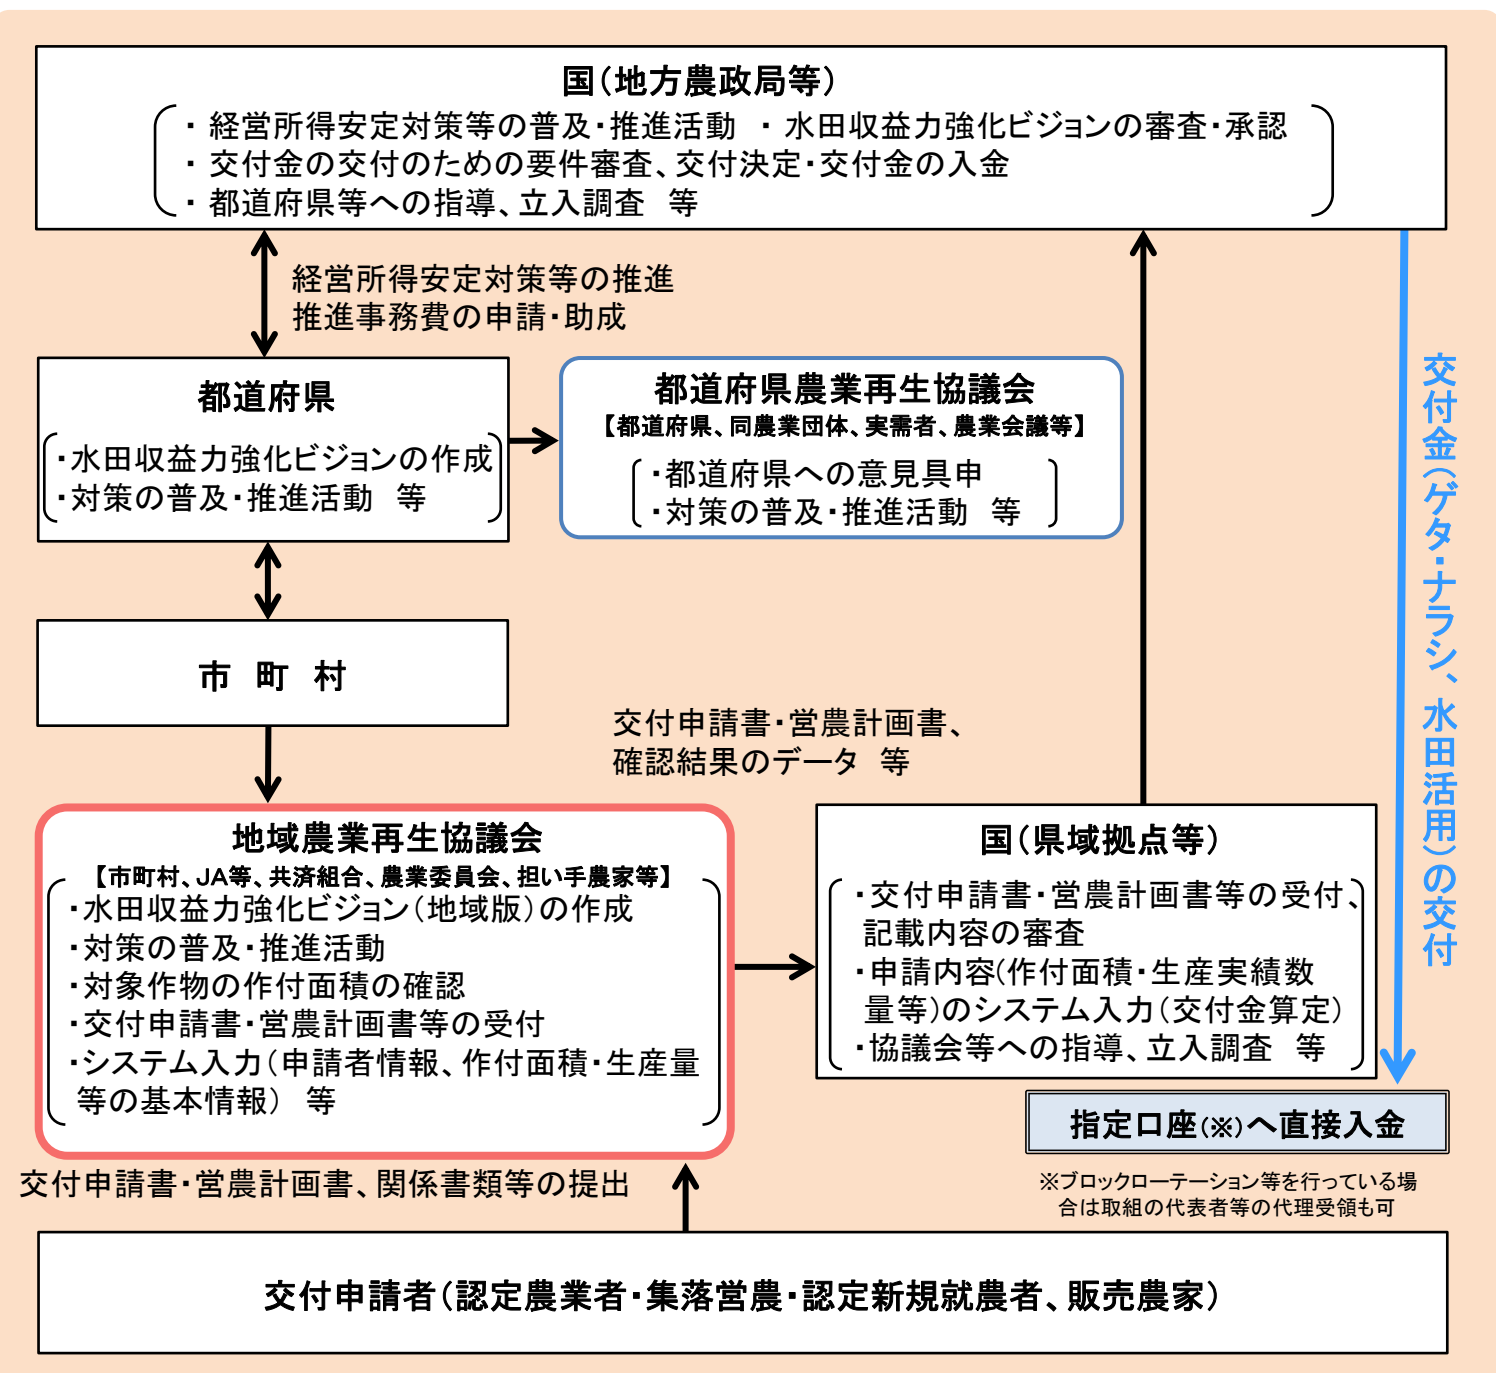 国（地方農政局等）
・ 経営所得安定対策等の普及・推進活動 ・ 水田収益力強化ビジョンの審査・承認
・ 交付金の交付のための要件審査、交付決定・交付金の入金
・ 都道府県等への指導、立入調査 等
経営所得安定対策等の推進
推進事務費の申請・助成
都道府県
・水田収益力強化ビジョンの作成
・対策の普及・推進活動 等
都道府県農業再生協議会
【都道府県、同農業団体、実需者、農業会議等】
・都道府県への意見具申
・対策の普及・推進活動 等
交付金（ゲタ・ナラシ、水田活用）の交付
市 町 村
交付申請書・営農計画書、
確認結果のデータ 等
地域農業再生協議会
【市町村、JA等、共済組合、農業委員会、担い手農家等】
・水田収益力強化ビジョン（地域版）の作成
・対策の普及・推進活動
・対象作物の作付面積の確認
・交付申請書・営農計画書等の受付
・システム入力（申請者情報、作付面積・生産量
等の基本情報） 等
国（県域拠点等）
・交付申請書・営農計画書等の受付、
記載内容の審査
・申請内容（作付面積・生産実績数
量等）のシステム入力（交付金算定）
・協議会等への指導、立入調査 等
指定口座（※）へ直接入金
※ブロックローテーション等を行っている場
合は取組の代表者等の代理受領も可
交付申請書・営農計画書、関係書類等の提出
交付申請者（認定農業者・集落営農・認定新規就農者、販売農家）